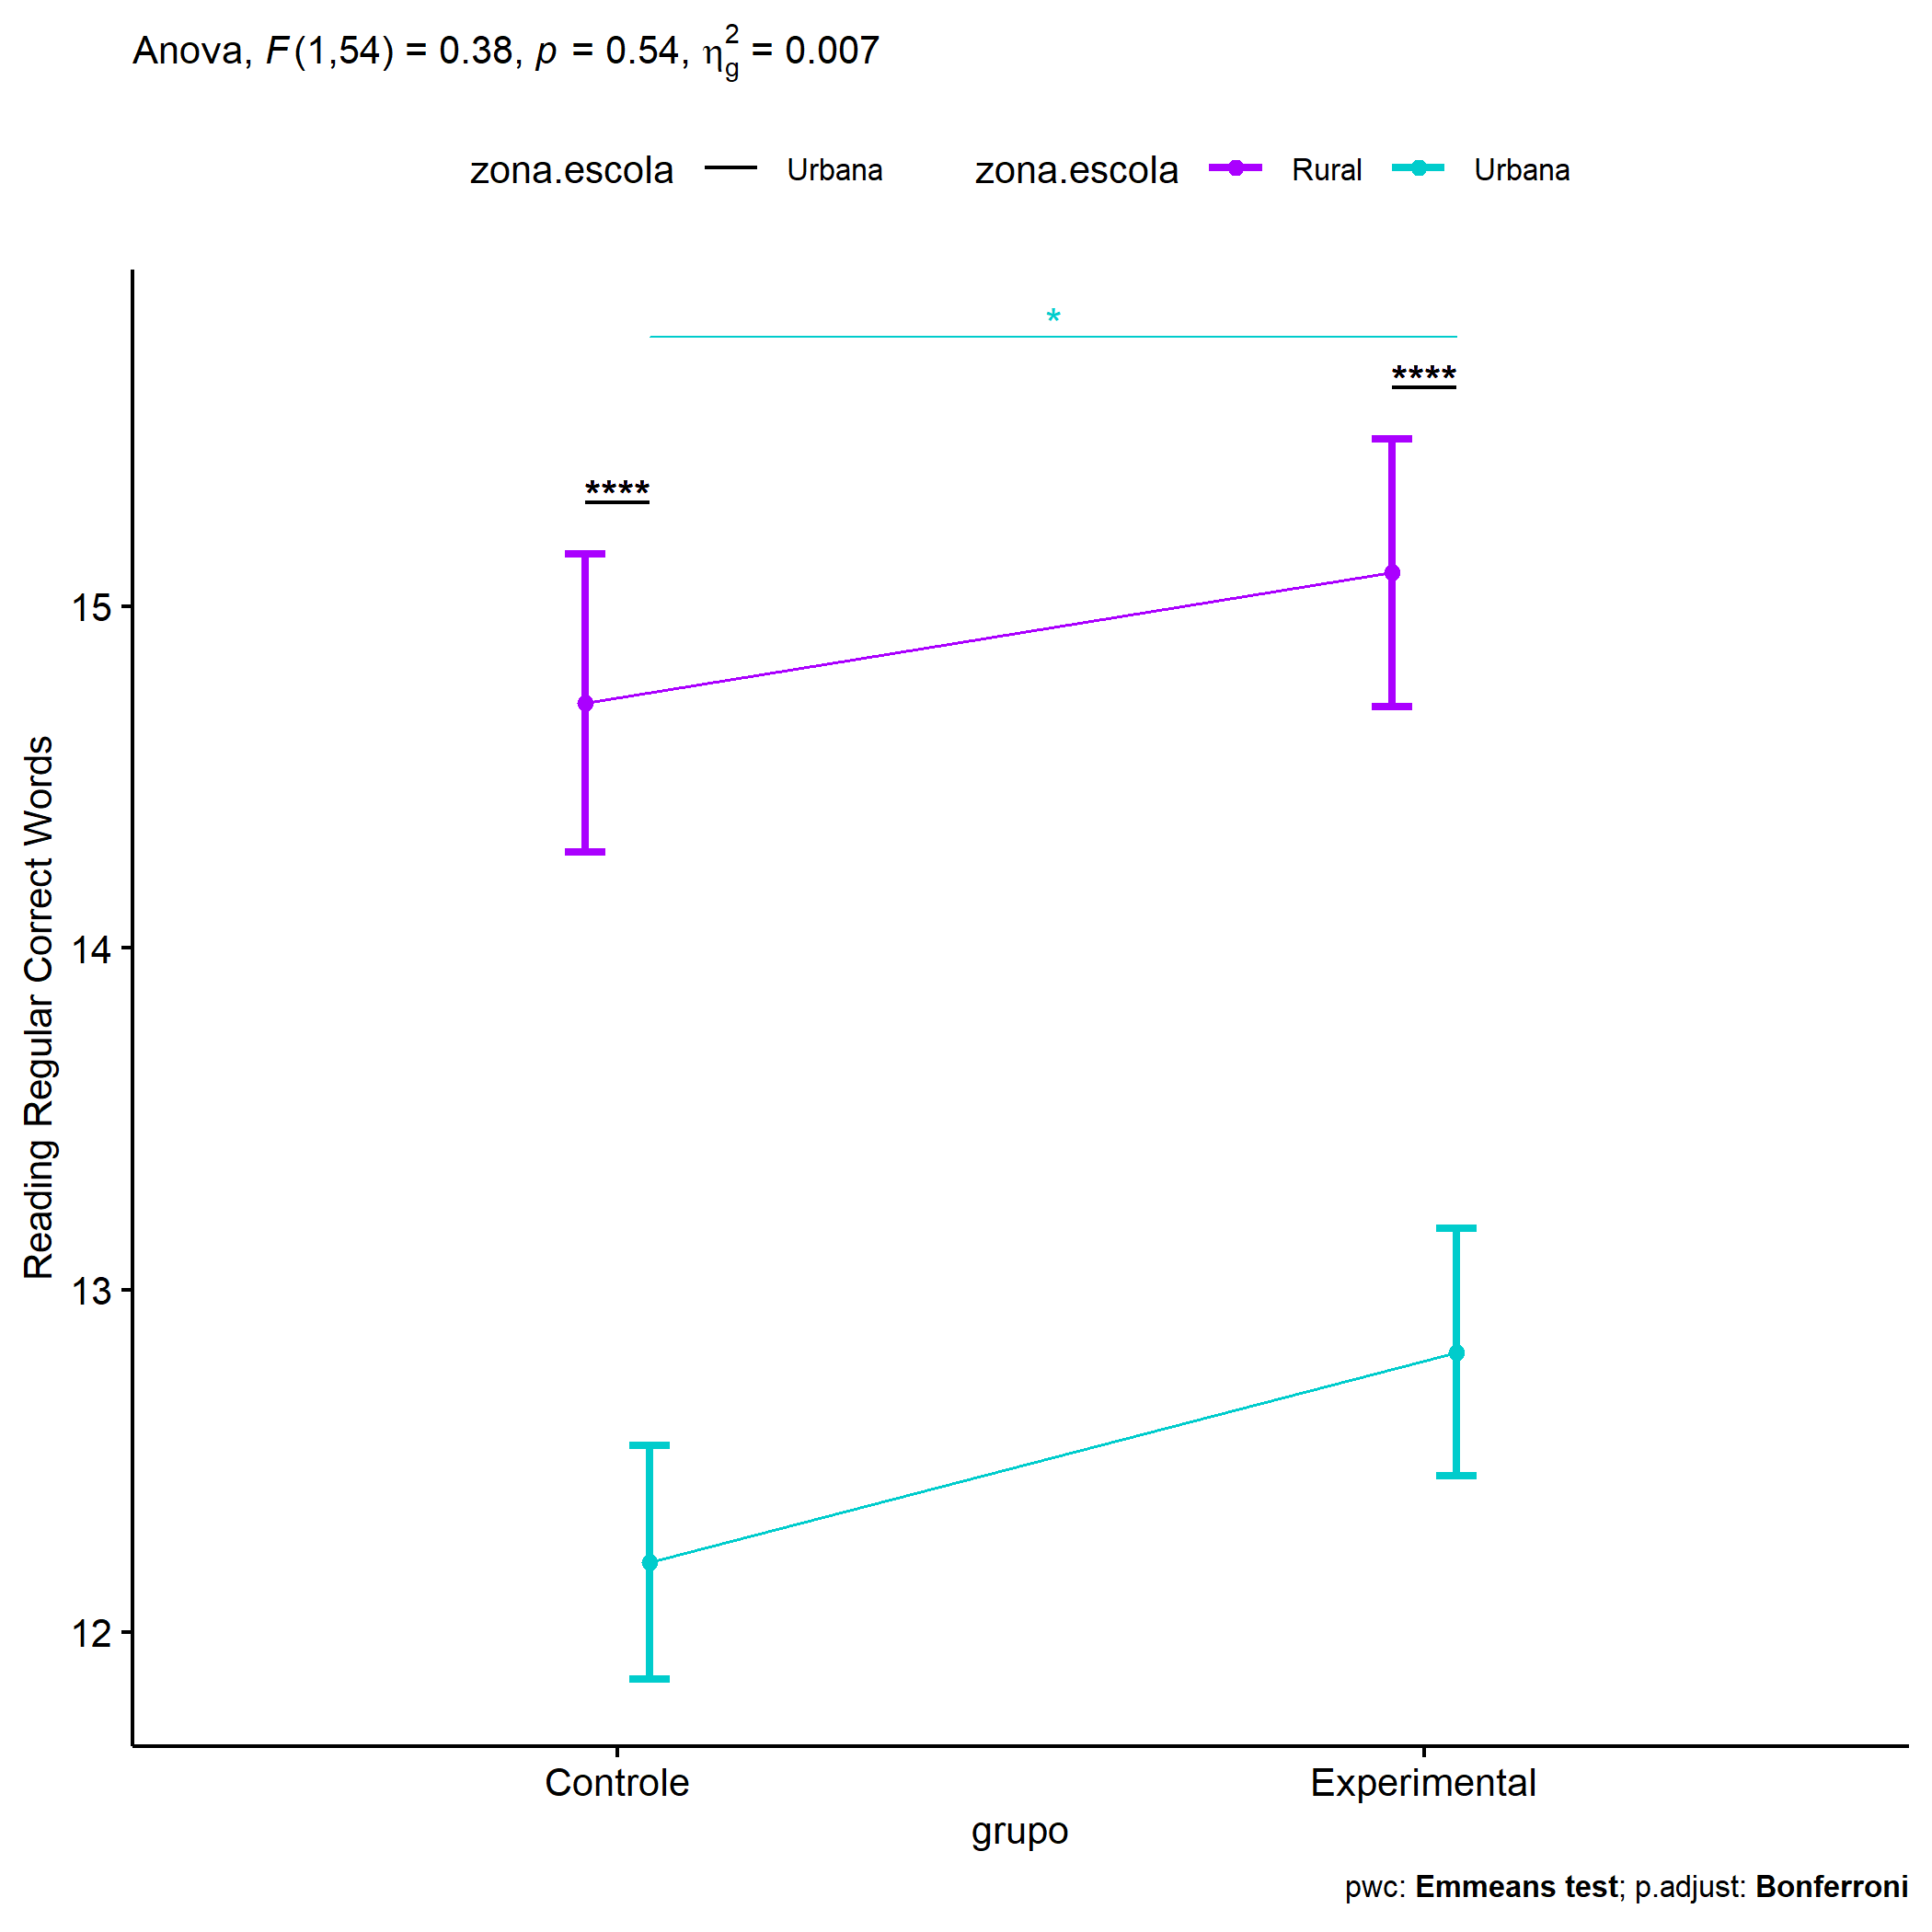 Anova, F(1,54) = 0.38, p = 0.54, η²g = 0.007
zona.escola Urbana zona.escola Rural Urbana
*
****
****
15
14
13
12
Reading Regular Correct Words
Controle Experimental
grupo
pwc: Emmeans test; p.adjust: Bonferroni